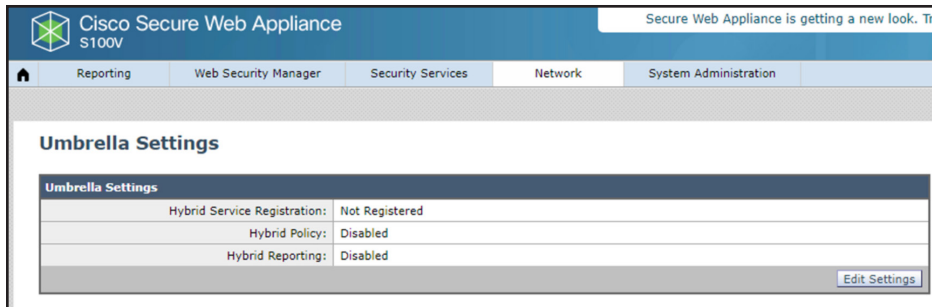 Cisco Secure Web Appliance
S100V
Secure Web Appliance is getting a new look.
Reporting Web Security Manager Security Services Network System Administration
Umbrella Settings
Umbrella Settings
Hybrid Service Registration: Not Registered
Hybrid Policy: Disabled
Hybrid Reporting: Disabled
Edit Settings